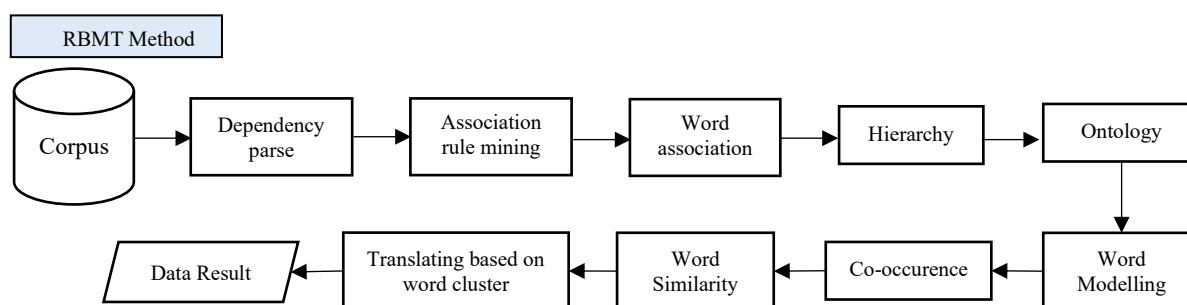 RBMT Method
Corpus
Dependency
parse
Association
rule mining
Word
association
Hierarchy
Ontology
Word
Modelling
Co-occurence
Word
Similarity
Translating based on
word cluster
Data Result